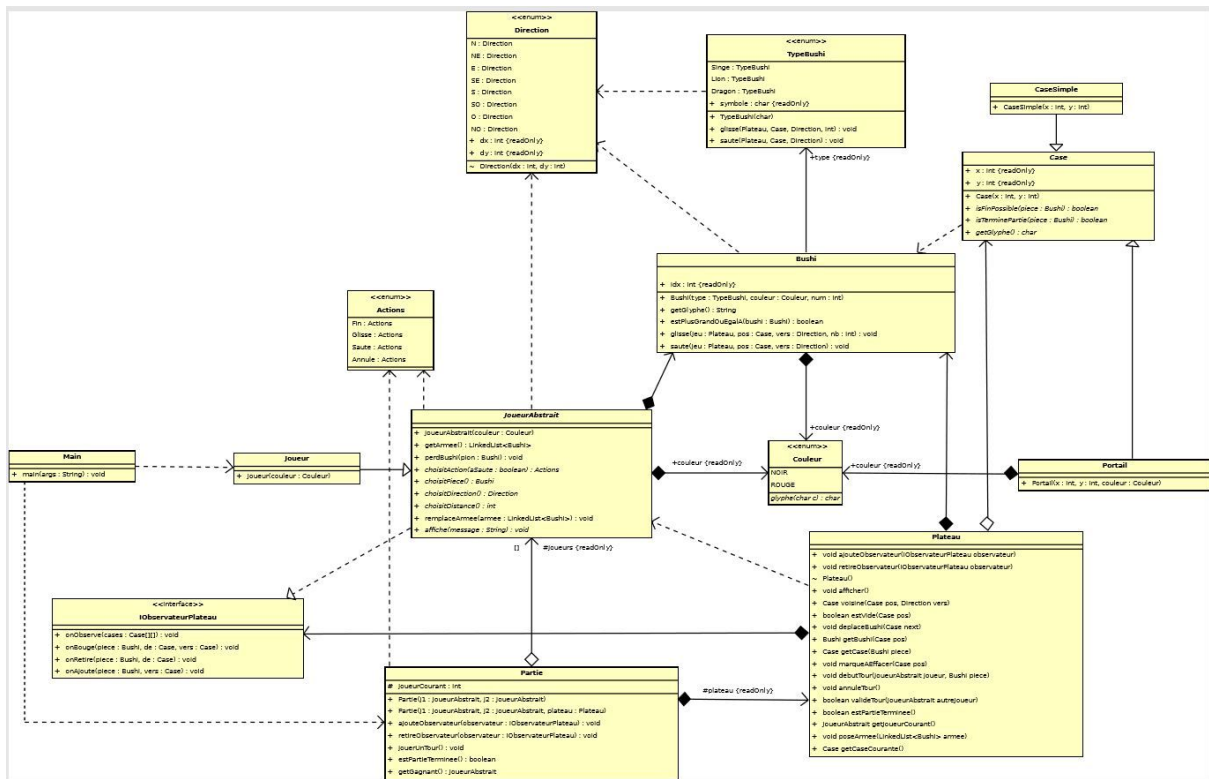 <<enum>>
Direction
N : Direction
NE : Direction
E : Direction
SE : Direction
S : Direction
SO : Direction
O : Direction
NO : Direction
+ dx : int {readOnly}
+ dy : int {readOnly}
~ Direction(dx : int, dy : int)
<<enum>>
TypeBushi
Singe : TypeBushi
Lion : TypeBushi
Dragon : TypeBushi
+ symbole : char {readOnly}
+ TypeBushi(char)
+ glisse(Plateau, Case, Direction, int) : void
+ saute(Plateau, Case, Direction) : void
+type {readOnly}
CaseSimple
+ CaseSimple(x : int, y : int)
Case
+ x : int {readOnly}
+ y : int {readOnly}
+ Case(x : int, y : int)
+ isFinPossible(piece : Bushi) : boolean
+ isTerminePartie(piece : Bushi) : boolean
+ getGlyphe() : char
Bushi
+ idx : int {readOnly}
+ Bushi(type : TypeBushi, couleur : Couleur, num : int)
+ getGlyphe() : String
+ estPlusGrandOuEgalA(bushi : Bushi) : boolean
+ glisse(jeu : Plateau, pos : Case, vers : Direction, nb : int) : void
+ saute(jeu : Plateau, pos : Case, vers : Direction) : void
<<enum>>
Actions
Fin : Actions
Glisse : Actions
Saute : Actions
Annule : Actions
JoueurAbstrait
+ JoueurAbstrait(couleur : Couleur)
+ getArmee() : LinkedList<Bushi>
+ perdBushi(pion : Bushi) : void
+ choisitAction(aSaute : boolean) : Actions
+ choisitPiece() : Bushi
+ choisitDirection() : Direction
+ choisitDistance() : int
+ remplaceArmee(armee : LinkedList<Bushi>) : void
+ affiche(message : String) : void
+couleur {readOnly}
+couleur {readOnly}
+couleur {readOnly}
<<enum>>
Couleur
NOIR
ROUGE
glyphe(char c) : char
Main
+ main(args : String) : void
Joueur
+ Joueur(couleur : Couleur)
Portail
+ Portail(x : int, y : int, couleur : Couleur)
[]
#joueurs {readOnly}
<<interface>>
IObservateurPlateau
+ onObserve(cases : Case[][]) : void
+ onBouge(piece : Bushi, de : Case, vers : Case) : void
+ onRetire(piece : Bushi, de : Case) : void
+ onAjoute(piece : Bushi, vers : Case) : void
Plateau
+ void ajouteObservateur(IObservateurPlateau observateur)
+ void retireObservateur(IObservateurPlateau observateur)
~ Plateau()
+ void afficher()
+ Case voisine(Case pos, Direction vers)
+ boolean estVide(Case pos)
+ void deplaceBushi(Case next)
+ Bushi getBushi(Case pos)
+ Case getCase(Bushi piece)
+ void marqueAEffacer(Case pos)
+ void debutTour(JoueurAbstrait joueur, Bushi piece)
+ void annuleTour()
+ boolean valideTour(JoueurAbstrait autreJoueur)
+ boolean estPartieTerminee()
+ JoueurAbstrait getJoueurCourant()
+ void poseArmee(LinkedList<Bushi> armee)
+ Case getCaseCourante()
Partie
# joueurCourant : int
+ Partie(j1 : JoueurAbstrait, j2 : JoueurAbstrait)
+ Partie(j1 : JoueurAbstrait, j2 : JoueurAbstrait, plateau : Plateau)
+ ajouteObservateur(observateur : IObservateurPlateau) : void
+ retireObservateur(observateur : IObservateurPlateau) : void
+ jouerUnTour() : void
+ estPartieTerminee() : boolean
+ getGagnant() : JoueurAbstrait
#plateau {readOnly}